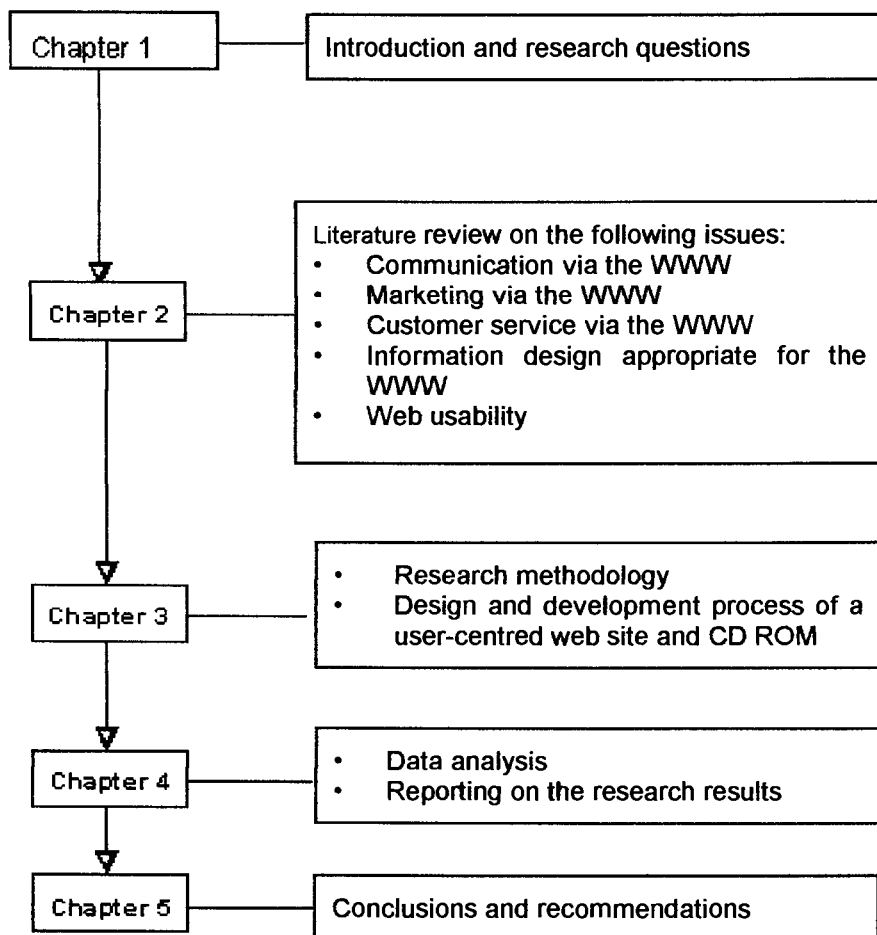 Chapter 1
Introduction and research questions
Chapter 2
Literature review on the following issues:
• Communication via the WWW
• Marketing via the WWW
• Customer service via the WWW
• Information design appropriate for the
WWW
• Web usability
Chapter 3
• Research methodology
• Design and development process of a
user-centred web site and CD ROM
Chapter 4
• Data analysis
• Reporting on the research results
Chapter 5
Conclusions and recommendations